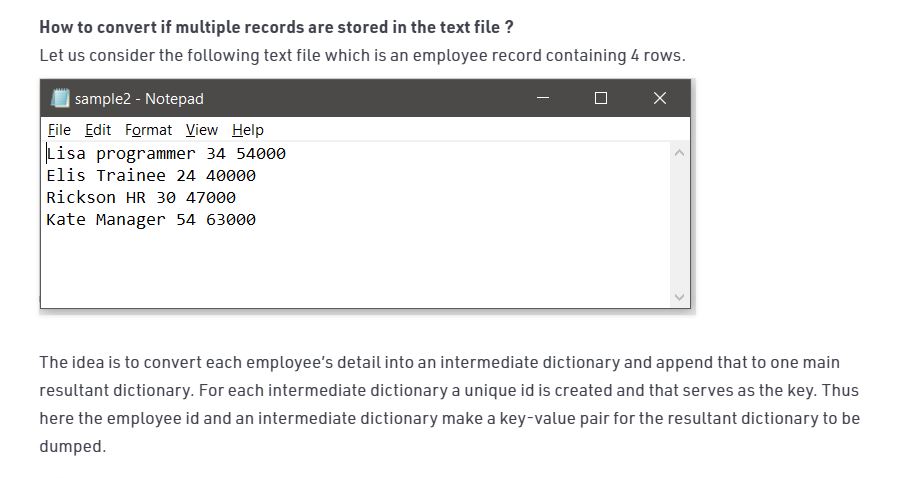 How to convert if multiple records are stored in the text file ?
Let us consider the following text file which is an employee record containing 4 rows.
sample2 - Notepad
File Edit Format View Help
Lisa programmer 34 54000
Elis Trainee 24 40000
Rickson HR 30 47000
Kate Manager 54 63000
The idea is to convert each employee's detail into an intermediate dictionary and append that to one main
resultant dictionary. For each intermediate dictionary a unique id is created and that serves as the key. Thus
here the employee id and an intermediate dictionary make a key-value pair for the resultant dictionary to be
dumped.